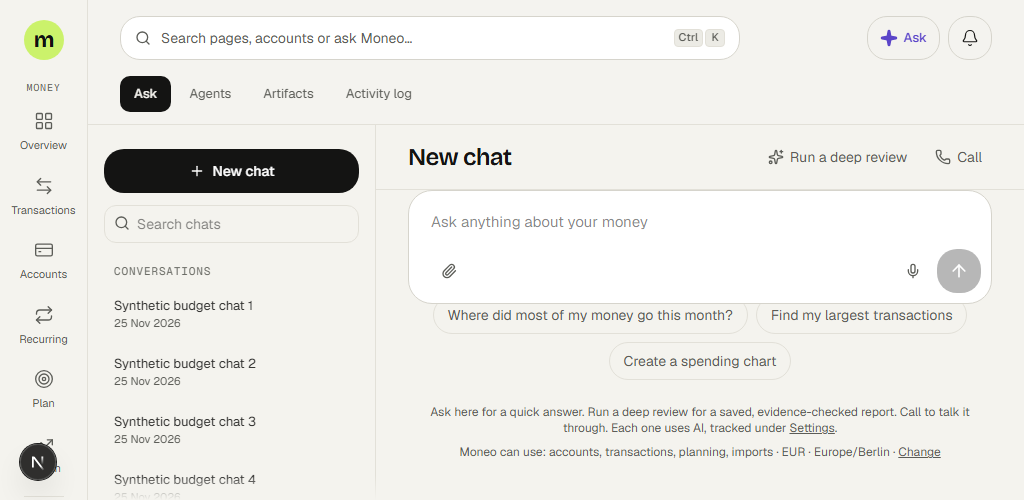 m
Search pages, accounts or ask Moneo...
Ctrl K
Ask
MONEY
Overview
Transactions
Accounts
Recurring
Plan
N
Ask
Agents
Artifacts
Activity log
New chat
Search chats
CONVERSATIONS
Synthetic budget chat 1
25 Nov 2026
Synthetic budget chat 2
25 Nov 2026
Synthetic budget chat 3
25 Nov 2026
Synthetic budget chat 4
25 Nov 2026
New chat
Run a deep review
Call
Ask anything about your money
Where did most of my money go this month?
Find my largest transactions
Create a spending chart
Ask here for a quick answer. Run a deep review for a saved, evidence-checked report. Call to talk it
through. Each one uses AI, tracked under Settings.
Moneo can use: accounts, transactions, planning, imports · EUR · Europe/Berlin · Change